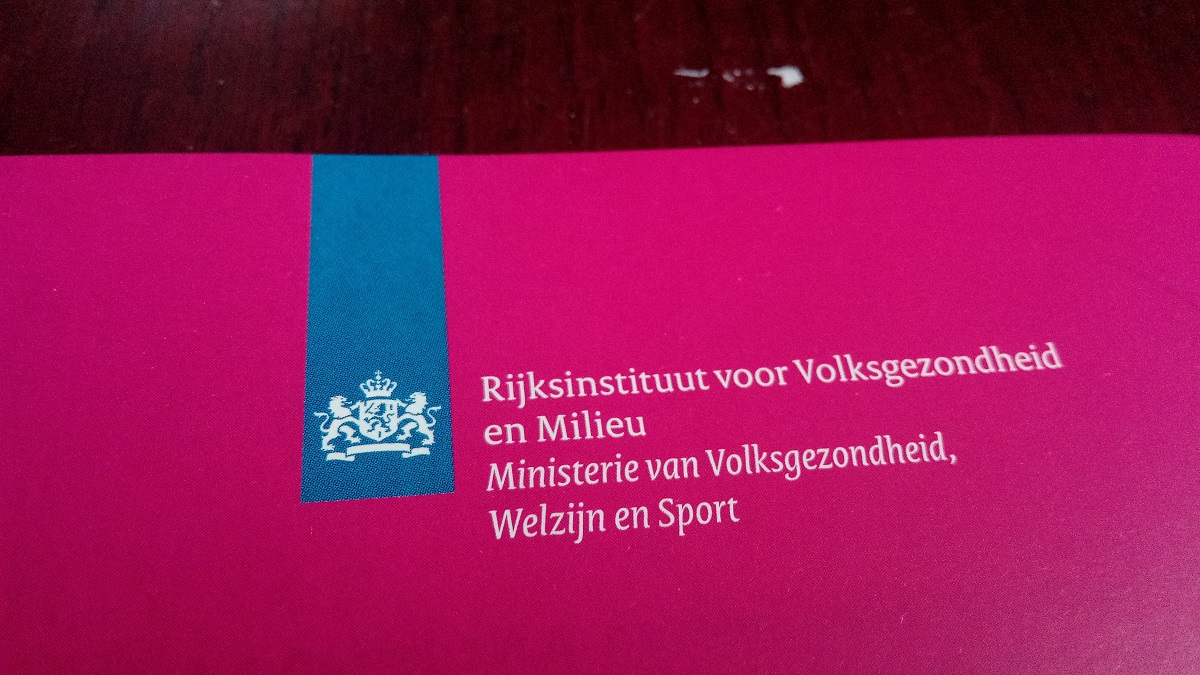 Rijksinstituut voor Volksgezondheid
en Milieu
Ministerie van Volksgezondheid,
Welzijn en Sport